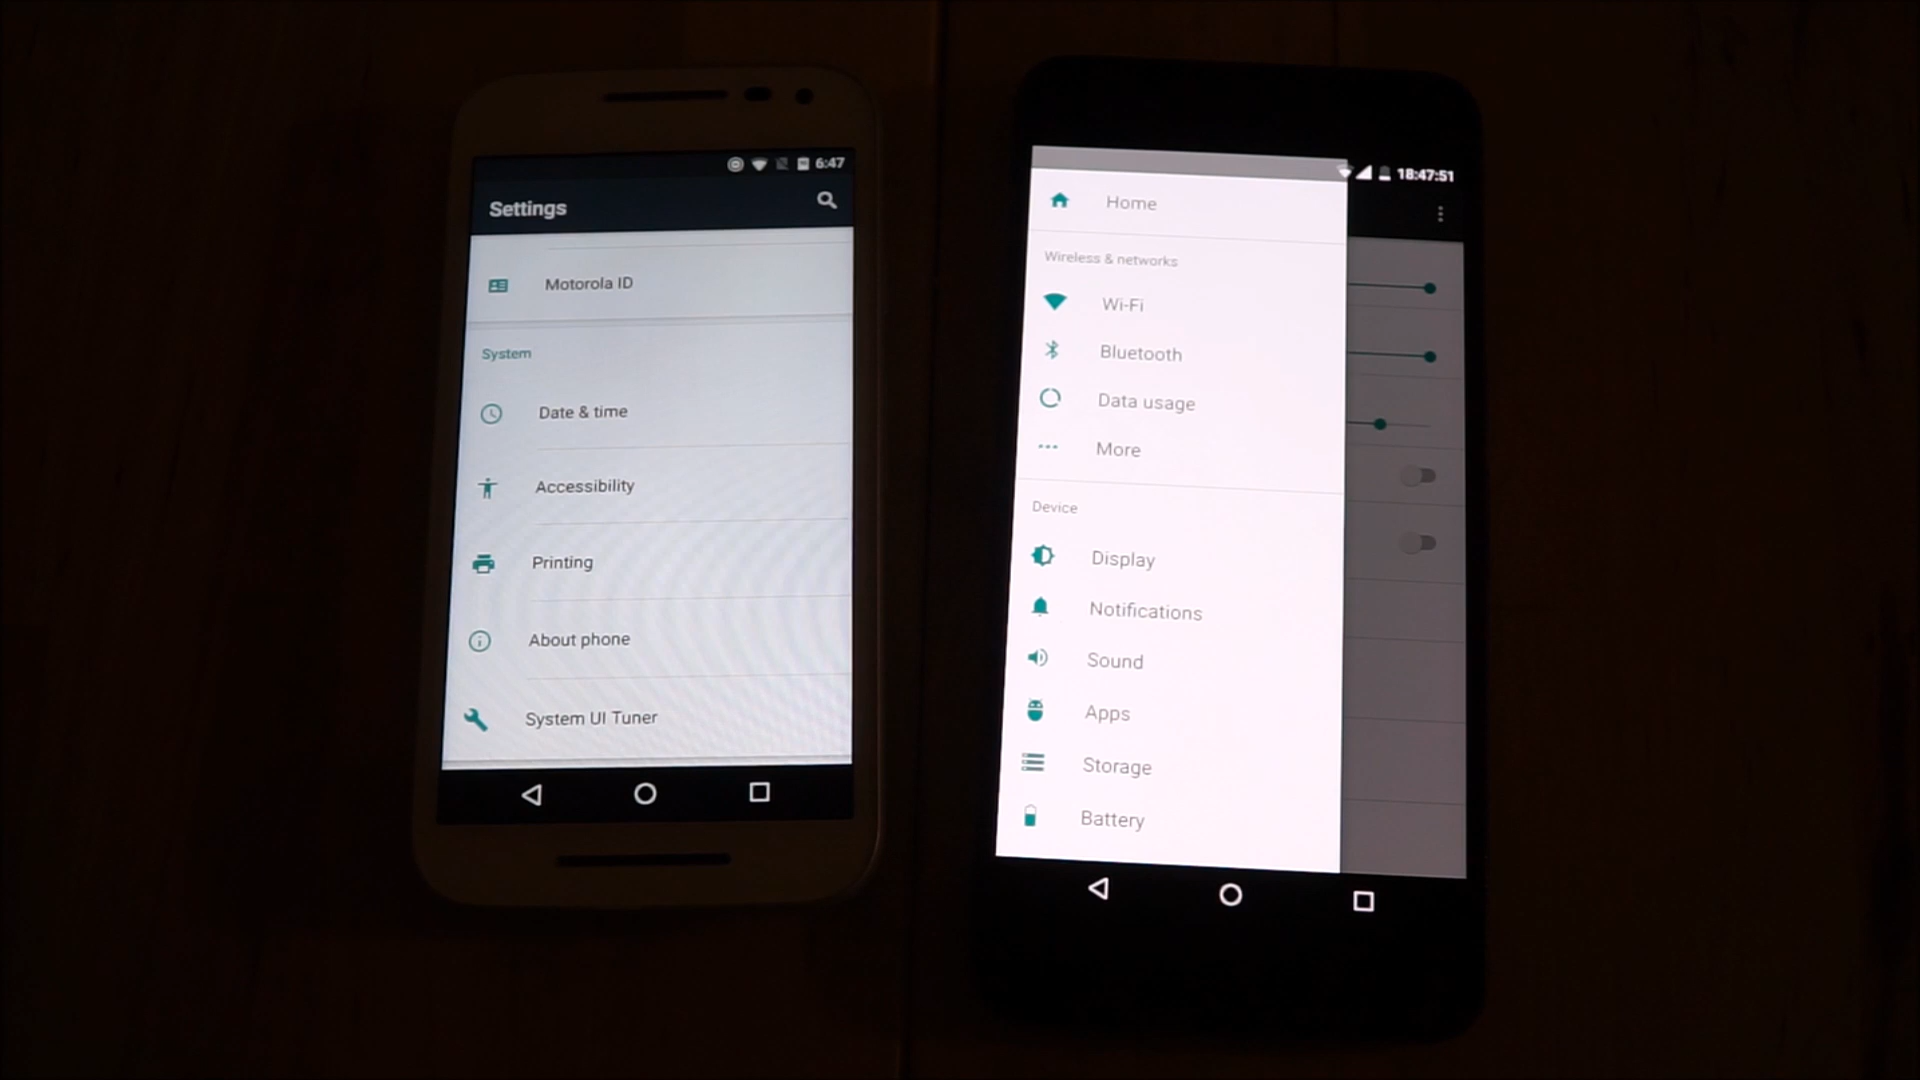 6:47
Settings
Motorola ID
System
Date & time
Accessibility
Printing
About phone
System UI Tuner
18:47:51
Home
Wireless & networks
Wi-Fi
Bluetooth
Data usage
More
Device
Display
Notifications
Sound
Apps
Storage
Battery